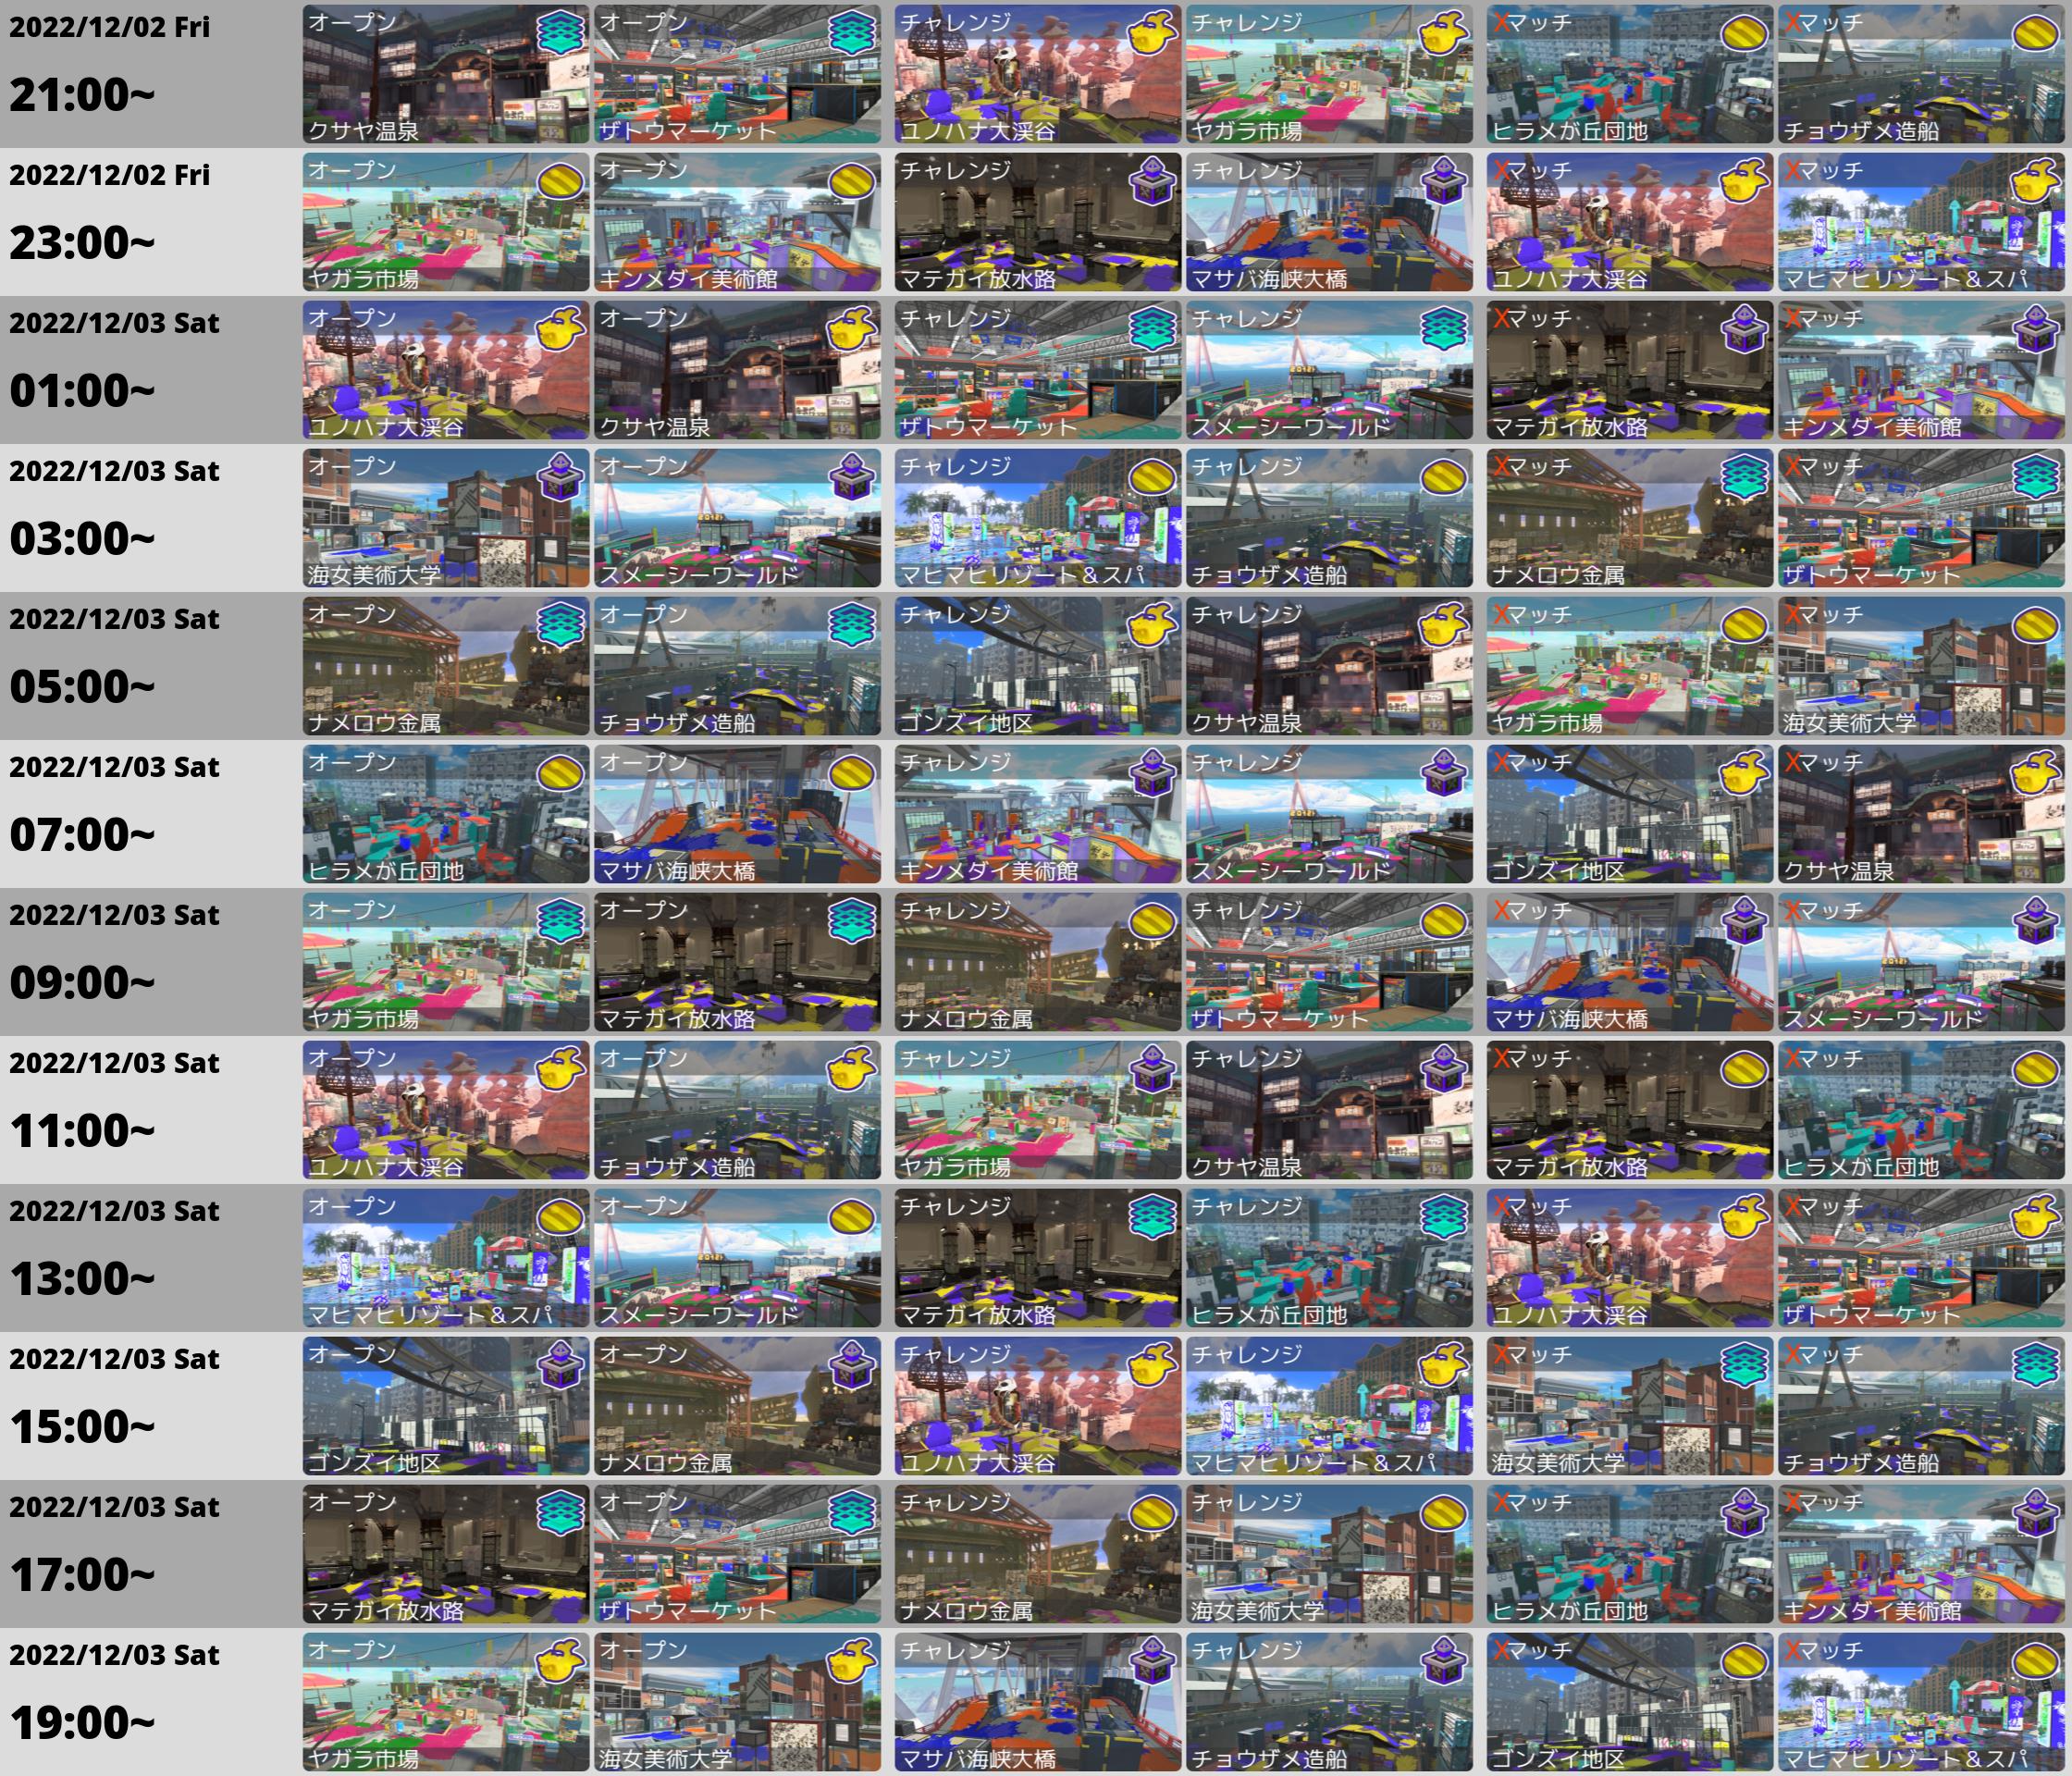 2022/12/02 Fri
21:00~
オープン オープン チャレンジ チャレンジ Xマッチ Xマッチ
クサヤ温泉 ザトウマーケット ユノハナ大渓谷 ヤガラ市場 ヒラメが丘団地 チョウザメ造船
2022/12/02 Fri
23:00~
オープン オープン チャレンジ チャレンジ Xマッチ Xマッチ
ヤガラ市場 キンメダイ美術館 マテガイ放水路 マサバ海峡大橋 ユノハナ大渓谷 マヒマヒリゾート＆スパ
2022/12/03 Sat
01:00~
オープン オープン チャレンジ チャレンジ Xマッチ Xマッチ
ユノハナ大渓谷 クサヤ温泉 ザトウマーケット スメーシーワールド マテガイ放水路 キンメダイ美術館
2022/12/03 Sat
03:00~
オープン オープン チャレンジ チャレンジ Xマッチ Xマッチ
海女美術大学 スメーシーワールド マヒマヒリゾート＆スパ チョウザメ造船 ナメロウ金属 ザトウマーケット
2022/12/03 Sat
05:00~
オープン オープン チャレンジ チャレンジ Xマッチ Xマッチ
ナメロウ金属 チョウザメ造船 ゴンズイ地区 クサヤ温泉 ヤガラ市場 海女美術大学
2022/12/03 Sat
07:00~
オープン オープン チャレンジ チャレンジ Xマッチ Xマッチ
ヒラメが丘団地 マサバ海峡大橋 キンメダイ美術館 スメーシーワールド ゴンズイ地区 クサヤ温泉
2022/12/03 Sat
09:00~
オープン オープン チャレンジ チャレンジ Xマッチ Xマッチ
ヤガラ市場 マテガイ放水路 ナメロウ金属 ザトウマーケット マサバ海峡大橋 スメーシーワールド
2022/12/03 Sat
11:00~
オープン オープン チャレンジ チャレンジ Xマッチ Xマッチ
ユノハナ大渓谷 チョウザメ造船 ヤガラ市場 クサヤ温泉 マテガイ放水路 ヒラメが丘団地
2022/12/03 Sat
13:00~
オープン オープン チャレンジ チャレンジ Xマッチ Xマッチ
マヒマヒリゾート＆スパ スメーシーワールド マテガイ放水路 ヒラメが丘団地 ユノハナ大渓谷 ザトウマーケット
2022/12/03 Sat
15:00~
オープン オープン チャレンジ チャレンジ Xマッチ Xマッチ
ゴンズイ地区 ナメロウ金属 ユノハナ大渓谷 マヒマヒリゾート＆スパ 海女美術大学 チョウザメ造船
2022/12/03 Sat
17:00~
オープン オープン チャレンジ チャレンジ Xマッチ Xマッチ
マテガイ放水路 ザトウマーケット ナメロウ金属 海女美術大学 ヒラメが丘団地 キンメダイ美術館
2022/12/03 Sat
19:00~
オープン オープン チャレンジ チャレンジ Xマッチ Xマッチ
ヤガラ市場 海女美術大学 マサバ海峡大橋 チョウザメ造船 ゴンズイ地区 マヒマヒリゾート＆スパ